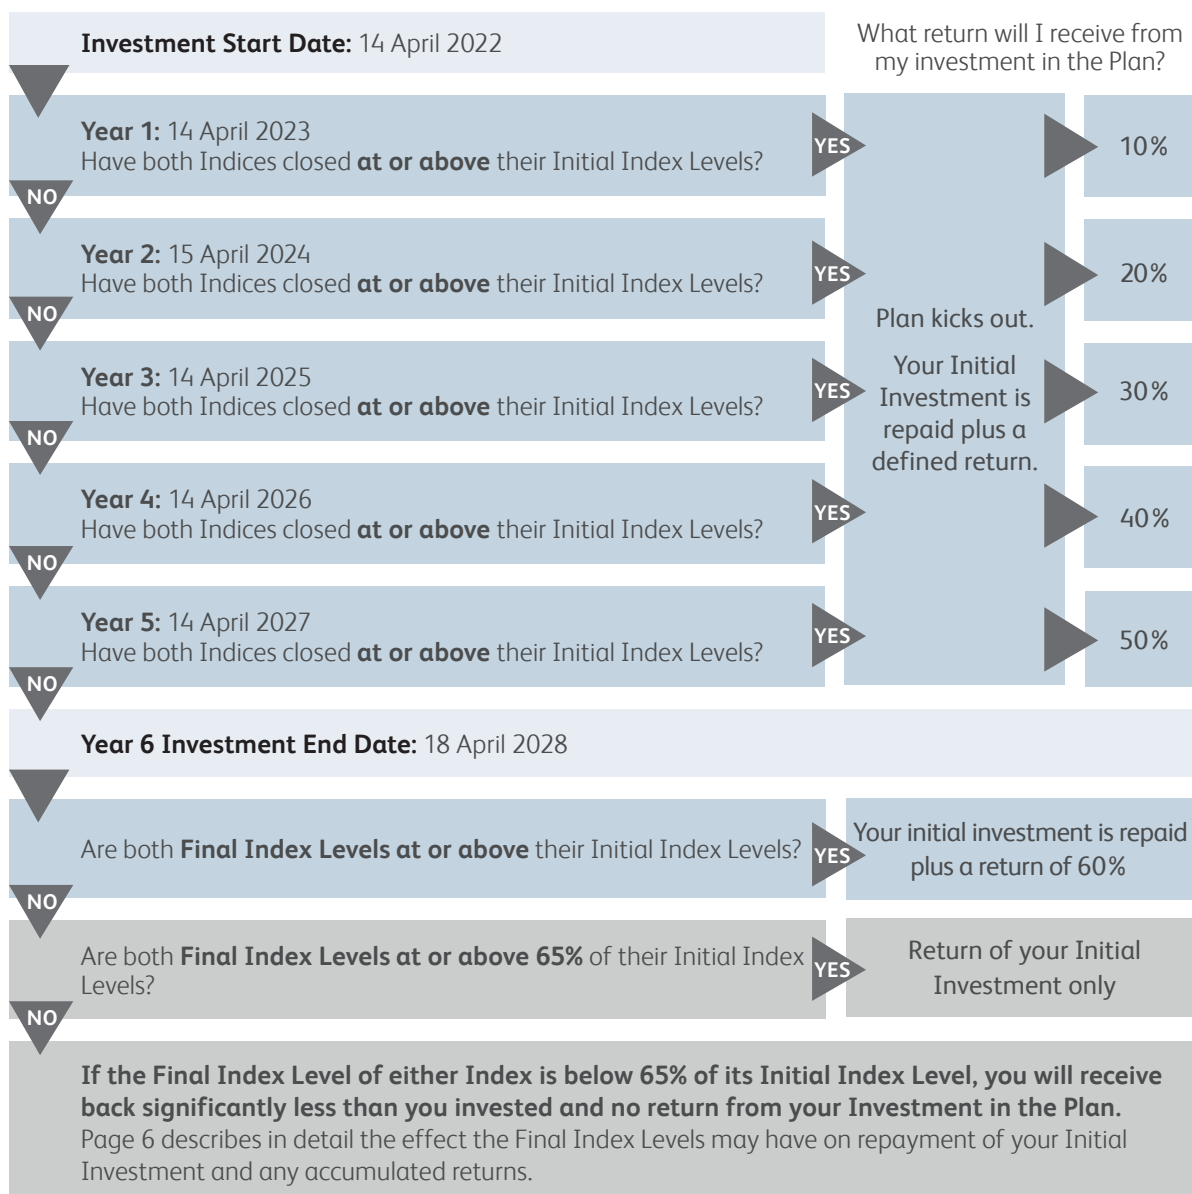 Investment Start Date: 14 April 2022
What return will I receive from
my investment in the Plan?
Year 1: 14 April 2023
Have both Indices closed at or above their Initial Index Levels?
YES
10%
NO
Year 2: 15 April 2024
Have both Indices closed at or above their Initial Index Levels?
YES
20%
NO
Plan kicks out.
Your Initial
Investment is
repaid plus a
defined return.
Year 3: 14 April 2025
Have both Indices closed at or above their Initial Index Levels?
YES
30%
NO
Year 4: 14 April 2026
Have both Indices closed at or above their Initial Index Levels?
YES
40%
NO
Year 5: 14 April 2027
Have both Indices closed at or above their Initial Index Levels?
YES
50%
NO
Year 6 Investment End Date: 18 April 2028
Are both Final Index Levels at or above their Initial Index Levels?
YES
Your initial investment is repaid
plus a return of 60%
NO
Are both Final Index Levels at or above 65% of their Initial Index
Levels?
YES
Return of your Initial
Investment only
NO
If the Final Index Level of either Index is below 65% of its Initial Index Level, you will receive
back significantly less than you invested and no return from your Investment in the Plan.
Page 6 describes in detail the effect the Final Index Levels may have on repayment of your Initial
Investment and any accumulated returns.